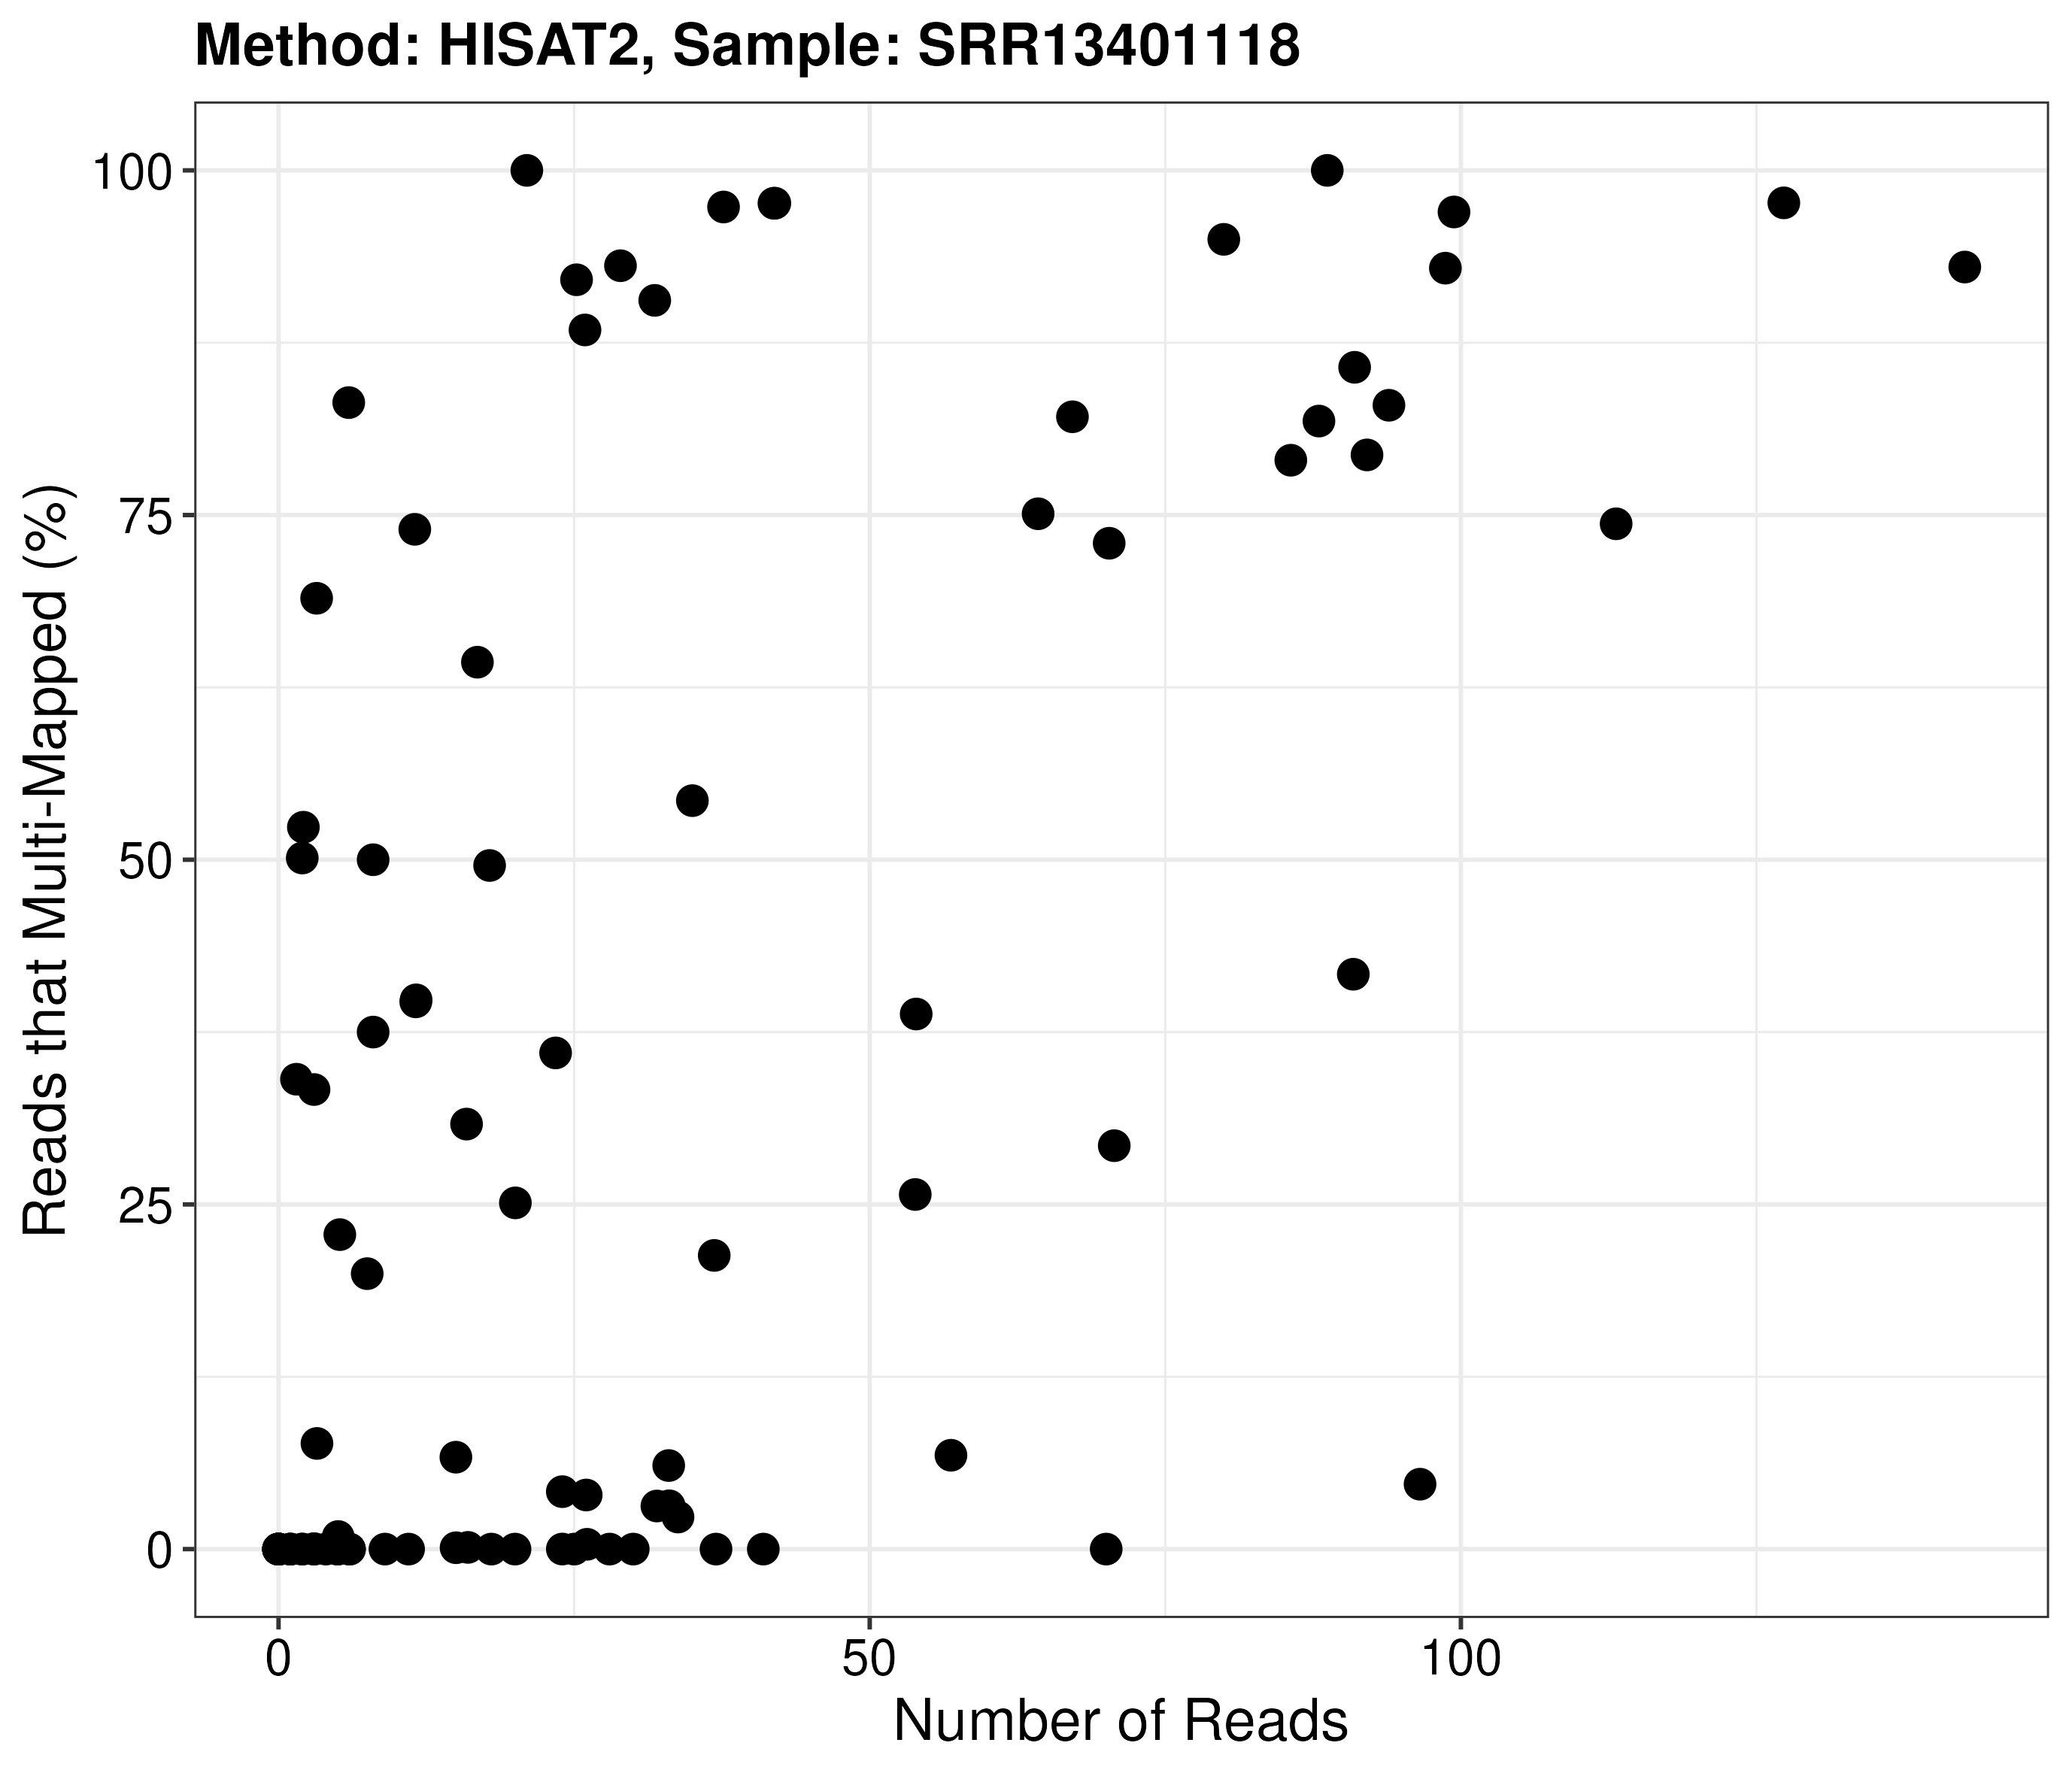 Method: HISAT2, Sample: SRR13401118
Reads that Multi-Mapped (%)
100
75
50
25
0
0 50 100
Number of Reads